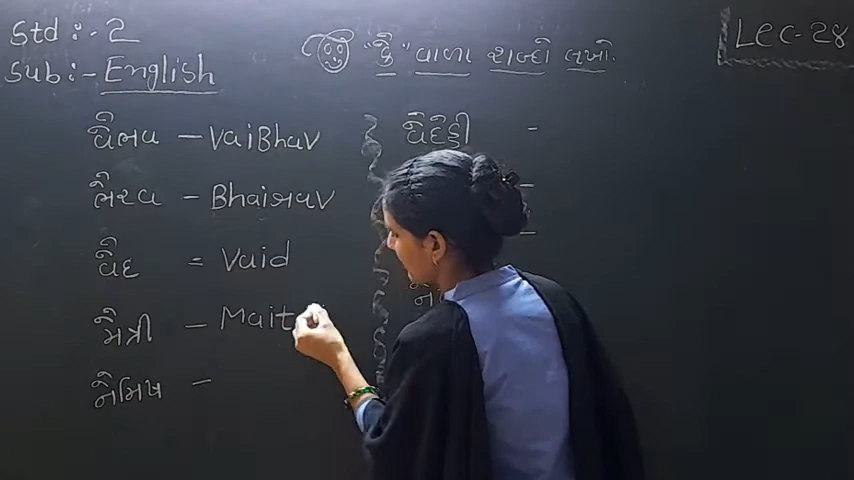 Std :- 2
Sub:- English
"કૈ" વાળા શબ્દો લખો.
Lec-28
વૈભવ - VaiBhav
ભૈરવ - Bhairav
વૈદ = Vaid
મૈત્રી - Mait
નૈમિષ -
વૈદેહી -